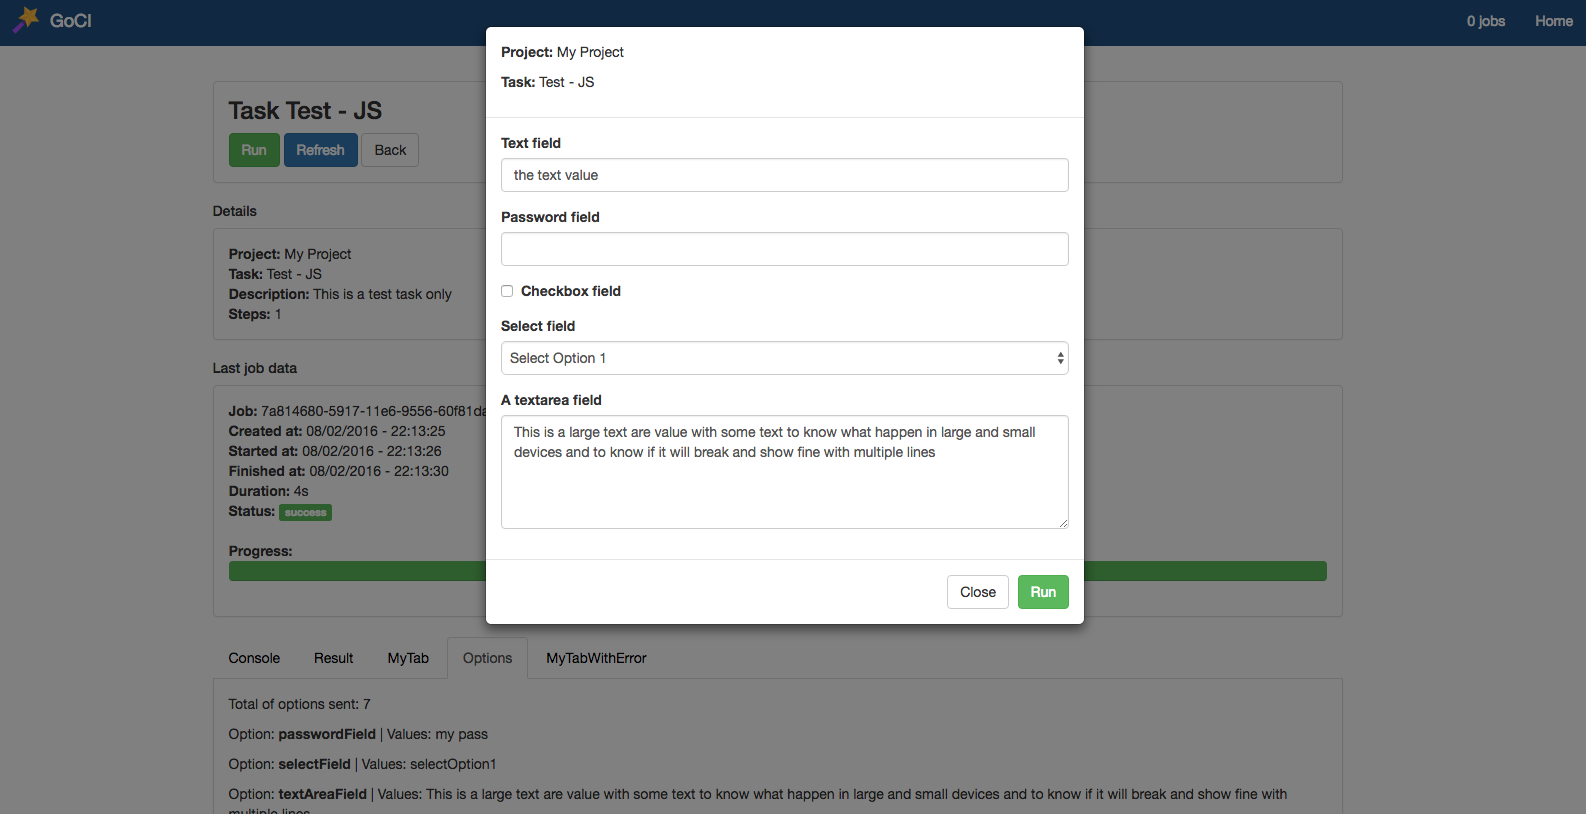 GoCI
0 jobs
Home
Task Test - JS
Run
Refresh
Back
Details
Project: My Project
Task: Test - JS
Description: This is a test task only
Steps: 1
Last job data
Job: 7a814680-5917-11e6-9556-60f81da
Created at: 08/02/2016 - 22:13:25
Started at: 08/02/2016 - 22:13:26
Finished at: 08/02/2016 - 22:13:30
Duration: 4s
Status: success
Progress:
Project: My Project
Task: Test - JS
Text field
the text value
Password field
Checkbox field
Select field
Select Option 1
A textarea field
This is a large text are value with some text to know what happen in large and small
devices and to know if it will break and show fine with multiple lines
Close
Run
Console
Result
MyTab
Options
MyTabWithError
Total of options sent: 7
Option: passwordField | Values: my pass
Option: selectField | Values: selectOption1
Option: textAreaField | Values: This is a large text are value with some text to know what happen in large and small devices and to know if it will break and show fine with
multiple lines